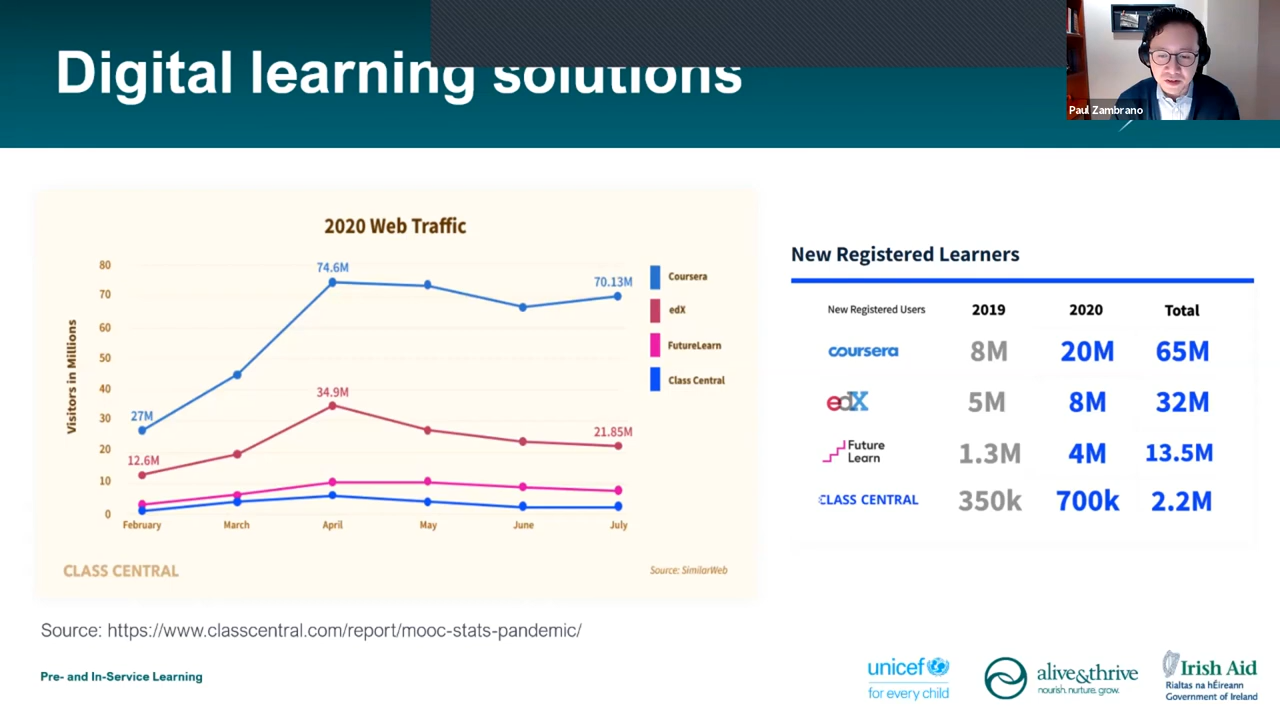 Digital learning solutions
Paul Zambrano
2020 Web Traffic
Visitors in Millions
80
70
60
50
40
30
20
10
0
74.6M
70.13M
27M
34.9M
12.6M
21.85M
February March April May June July
Coursera
edX
FutureLearn
Class Central
CLASS CENTRAL
Source: SimilarWeb
New Registered Learners
New Registered Users 2019 2020 Total
coursera 8M 20M 65M
edX 5M 8M 32M
Future
Learn 1.3M 4M 13.5M
CLASS CENTRAL 350k 700k 2.2M
Source: https://www.classcentral.com/report/mooc-stats-pandemic/
Pre- and In-Service Learning
unicef
for every child
alive&thrive
nourish. nurture. grow.
Irish Aid
Rialtas na hÉireann
Government of Ireland